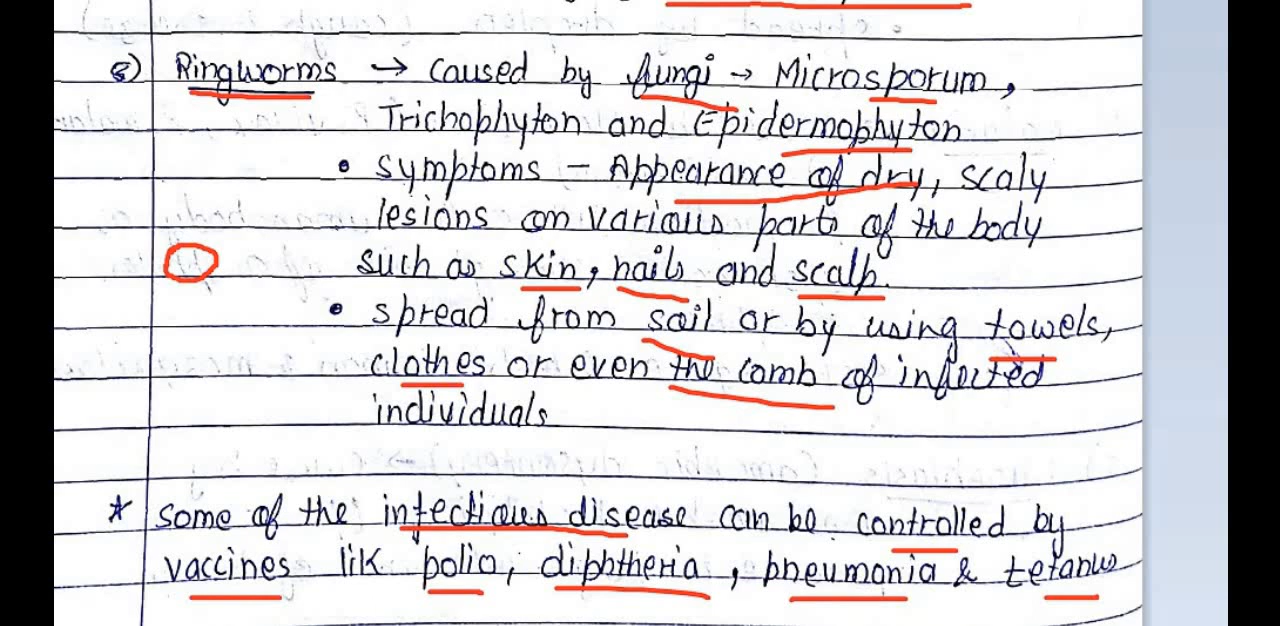 8) Ringworms → caused by fungi → Microsporum,
Trichophyton and Epidermophyton
• Symptoms – Appearance of dry, scaly
lesions on various parts of the body
such as skin, nails and scalp.
• spread from soil or by using towels,
clothes or even the comb of infected
individuals
* Some of the infectious disease can be controlled by
vaccines lik polio, diphtheria, pneumonia & tetanus